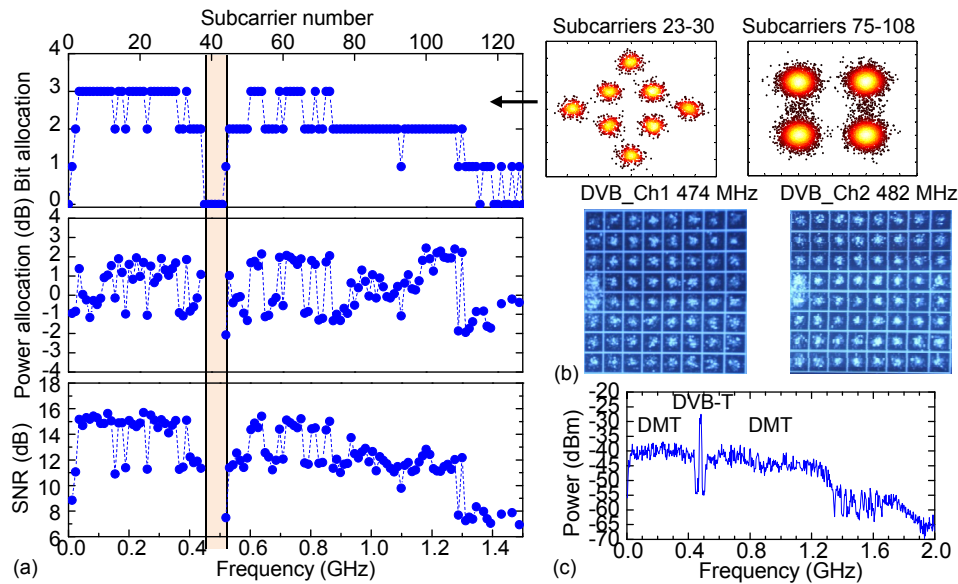 Subcarrier number
0 20 40 60 80 100 120
Bit allocation
4
3
2
1
0
Power allocation (dB)
4
3
2
1
0
-1
-2
-3
-4
SNR (dB)
18
16
14
12
10
8
6
0.0 0.2 0.4 0.6 0.8 1.0 1.2 1.4
(a) Frequency (GHz)
Subcarriers 23-30 Subcarriers 75-108
DVB_Ch1 474 MHz DVB_Ch2 482 MHz
(b)
Power (dBm)
-20
-25
-30
-35
-40
-45
-50
-55
-60
-65
-70
DVB-T
DMT DMT
0.0 0.4 0.8 1.2 1.6 2.0
(c) Frequency (GHz)